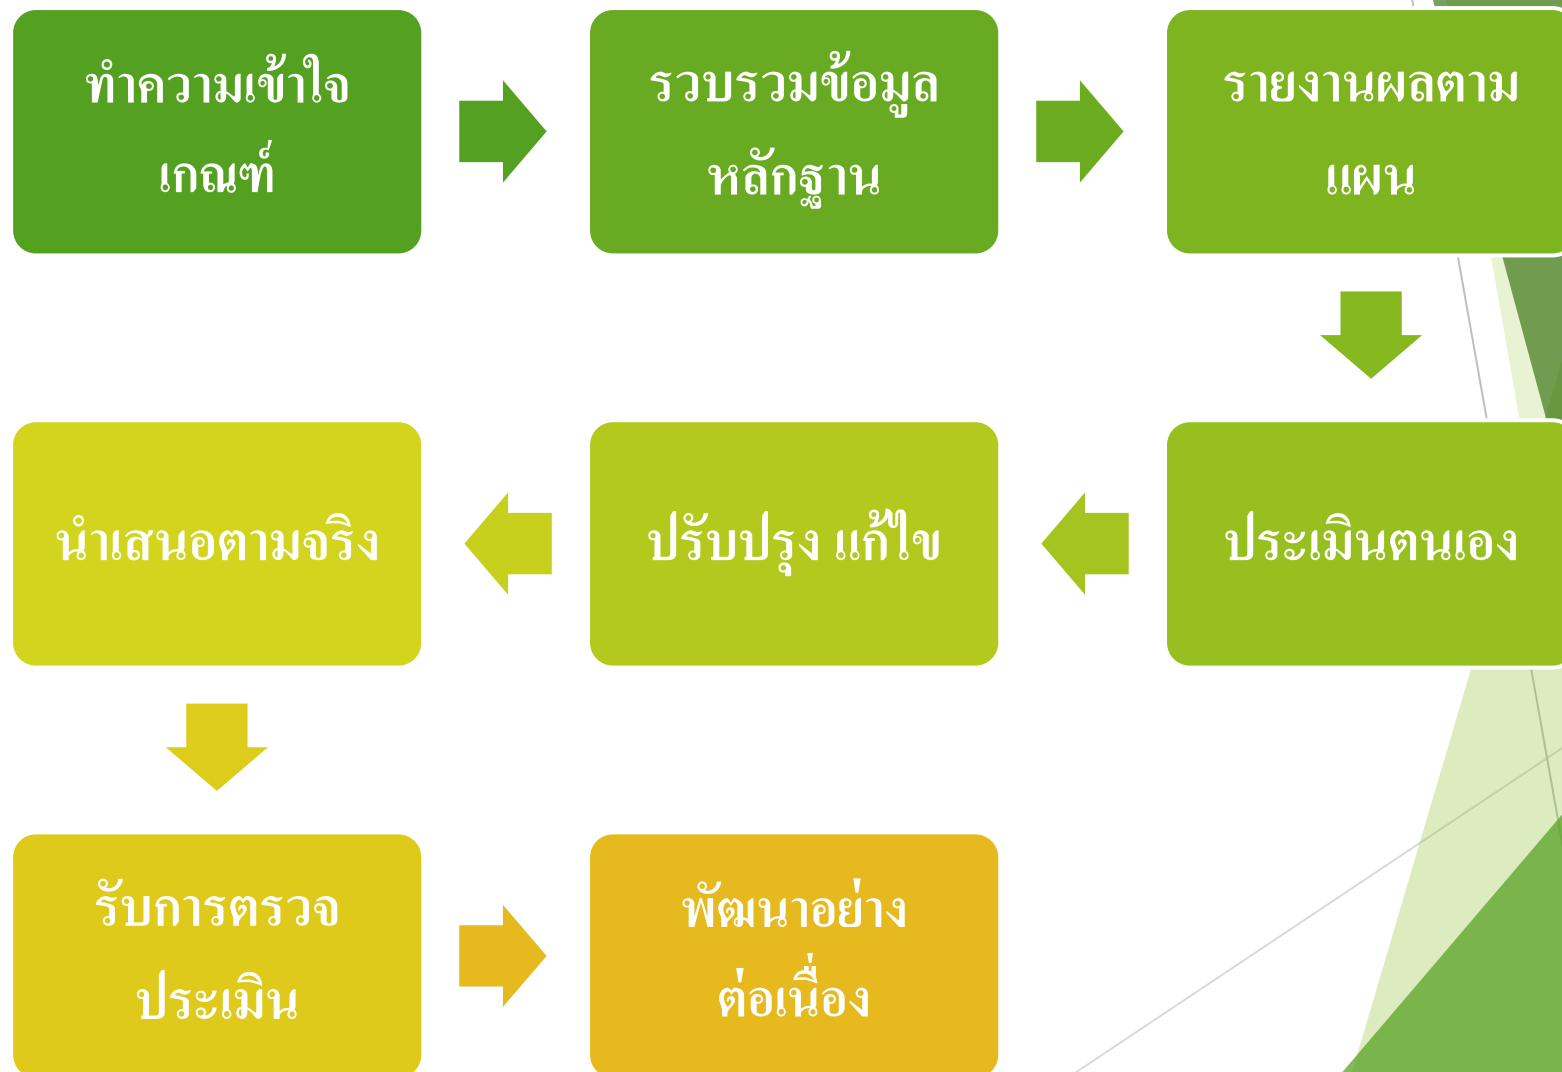 ทำความเข้าใจ
เกณฑ์
รวบรวมข้อมูล
หลักฐาน
รายงานผลตาม
แผน
ประเมินตนเอง
ปรับปรุง แก้ไข
นำเสนอตามจริง
รับการตรวจ
ประเมิน
พัฒนาอย่าง
ต่อเนื่อง